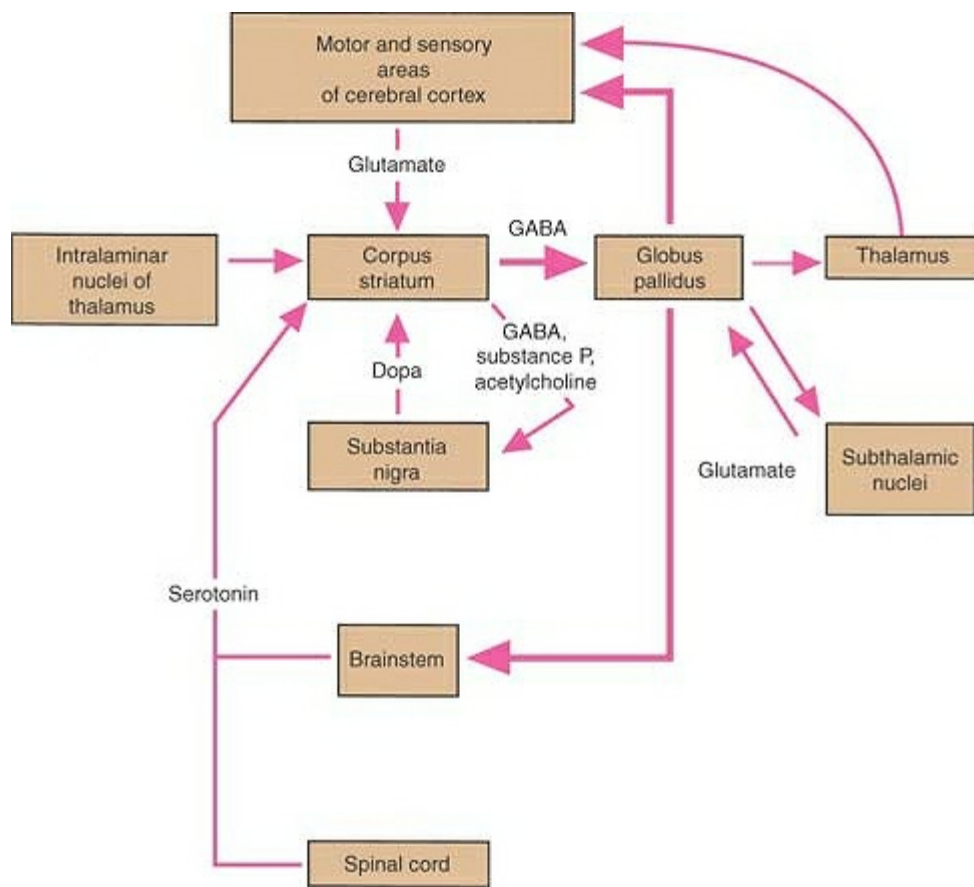 Motor and sensory
areas
of cerebral cortex
Glutamate
GABA
Intralaminar
nuclei of
thalamus
Corpus
striatum
Globus
pallidus
Thalamus
GABA,
substance P,
acetylcholine
Dopa
Substantia
nigra
Glutamate
Subthalamic
nuclei
Serotonin
Brainstem
Spinal cord